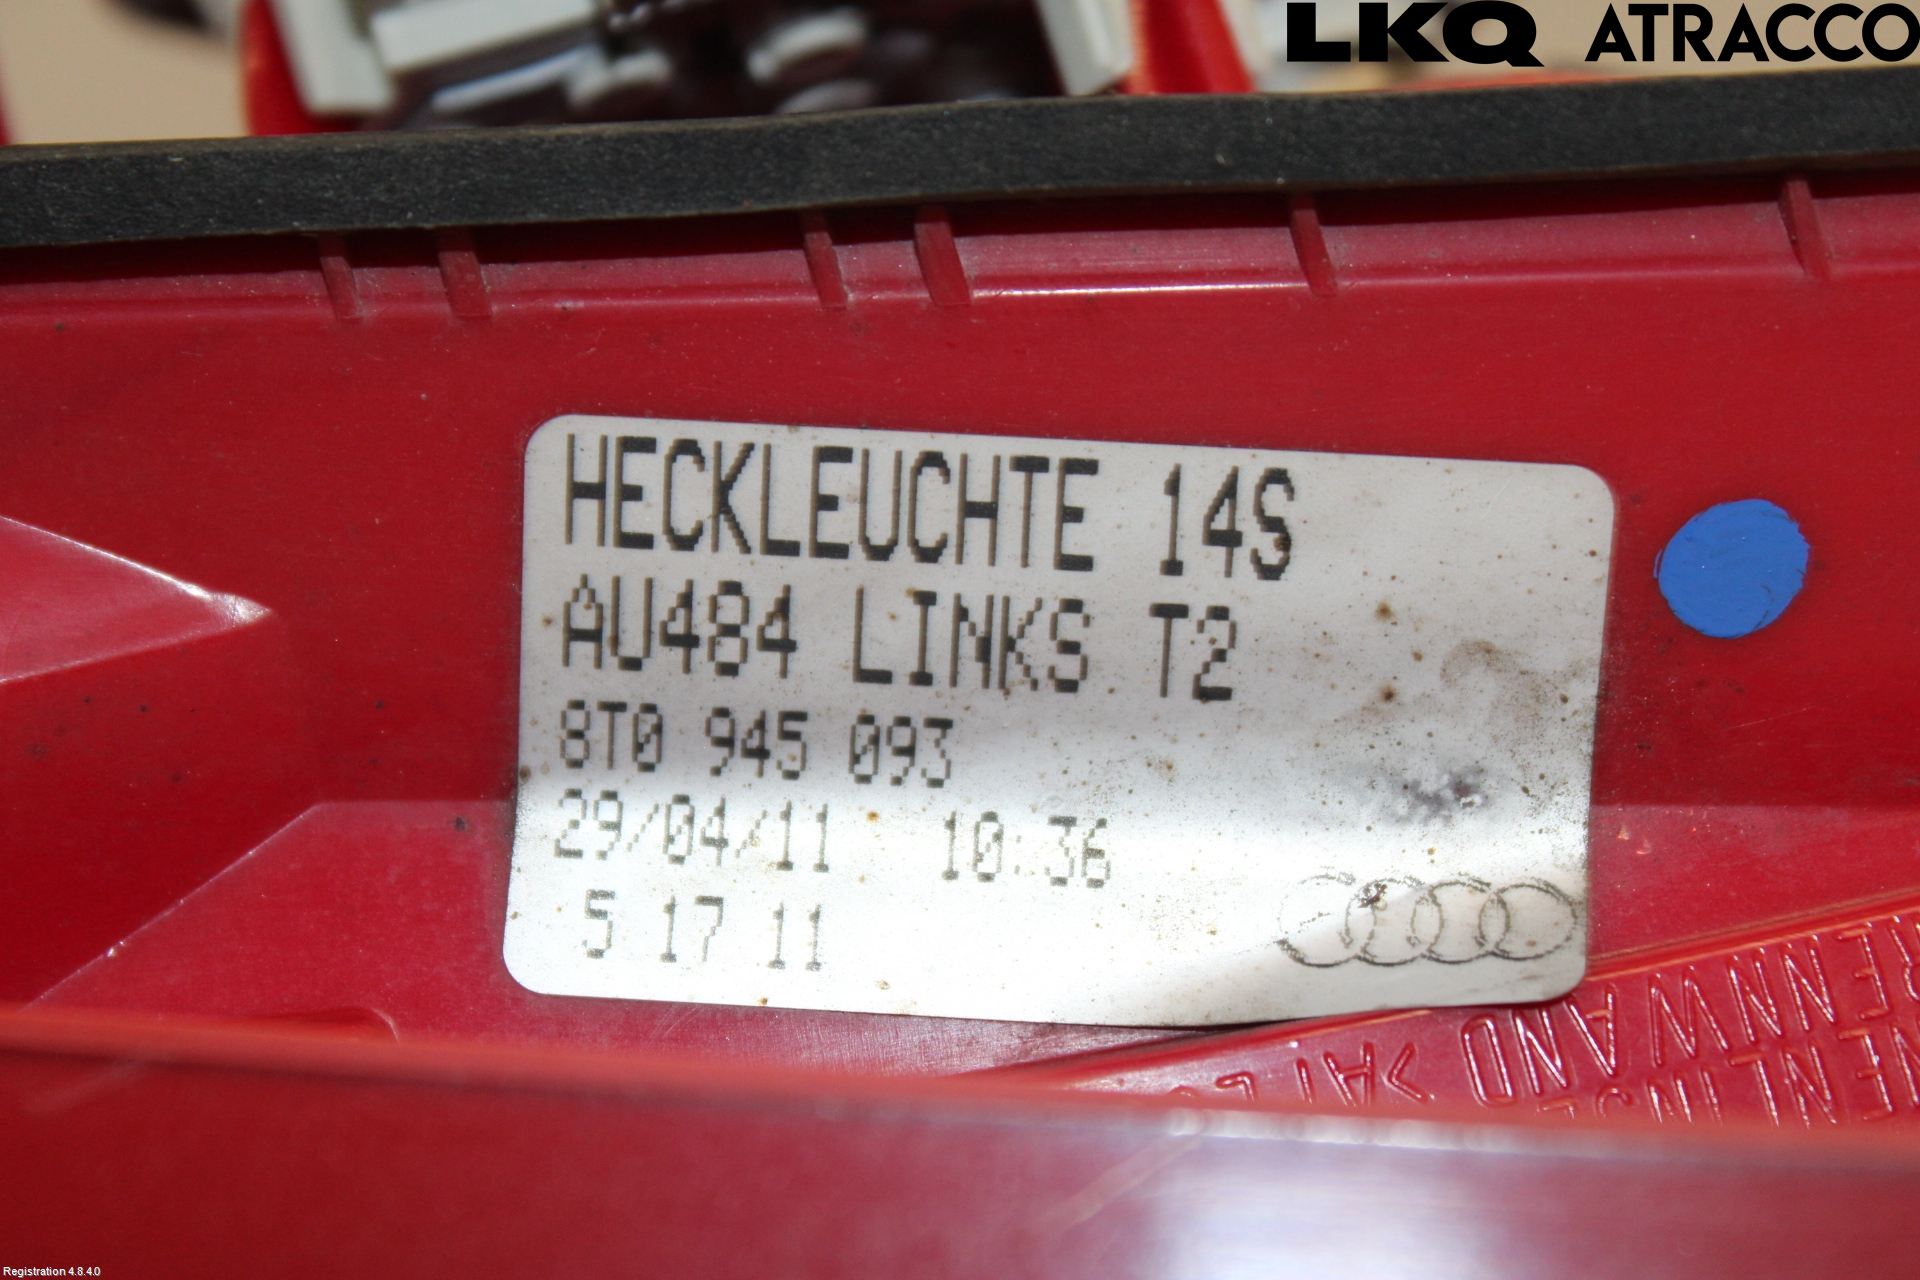 LKQ ATRACCO
HECKLEUCHTE 14S
AU484 LINKS T2
8T0 945 093
29/04/11 10:36
5 17 11
Registration 4.8.4.0